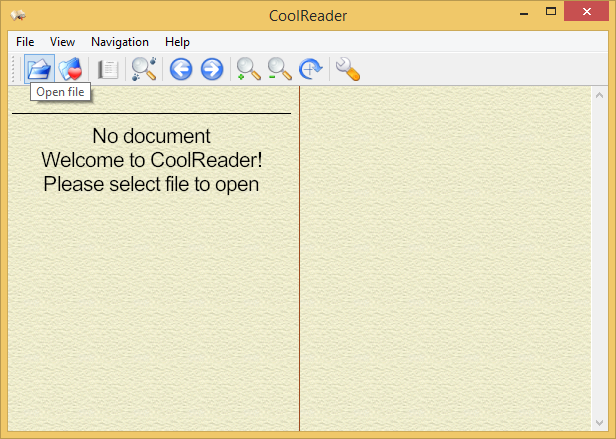 CoolReader
File View Navigation Help
Open file
No document
Welcome to CoolReader!
Please select file to open